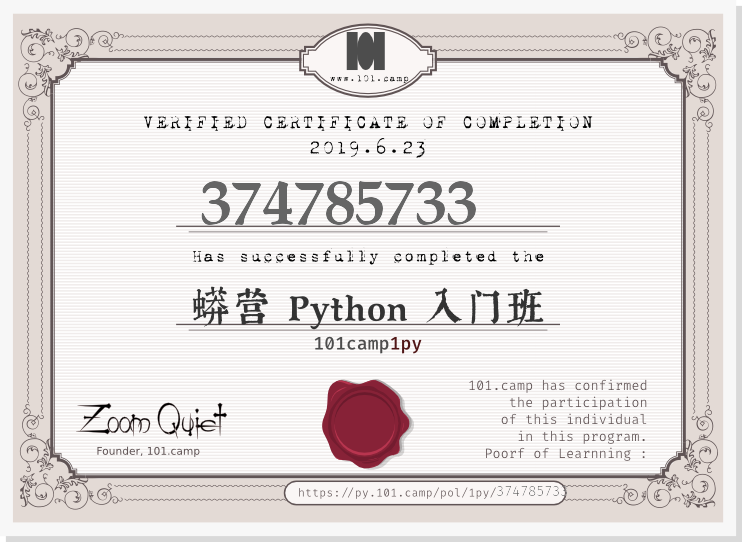 101
www.101.camp
VERIFIED CERTIFICATE OF COMPLETION
2019.6.23
374785733
Has successfully completed the
蟒营 Python 入门班
101camp1py
Zoom Quiet
Founder, 101.camp
101.camp has confirmed
the participation
of this individual
in this program.
Poorf of Learnning :
https://py.101.camp/pol/1py/374785733